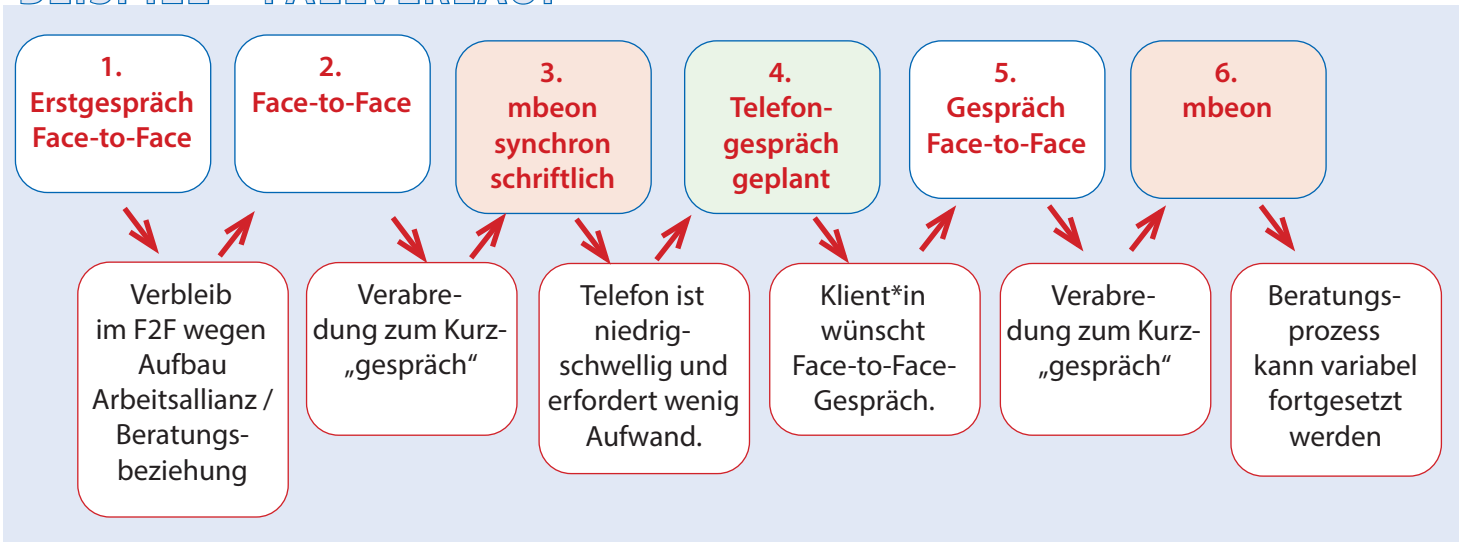 BEISPIEL – FALLVERLAUF
1.
Erstgespräch
Face-to-Face
2.
Face-to-Face
3.
mbeon
synchron
schriftlich
4.
Telefon-
gespräch
geplant
5.
Gespräch
Face-to-Face
6.
mbeon
Verbleib
im F2F wegen
Aufbau
Arbeitsallianz /
Beratungs-
beziehung
Verabre-
dung zum Kurz-
„gespräch“
Telefon ist
niedrig-
schwellig und
erfordert wenig
Aufwand.
Klient*in
wünscht
Face-to-Face-
Gespräch.
Verabre-
dung zum Kurz-
„gespräch“
Beratungs-
prozess
kann variabel
fortgesetzt
werden